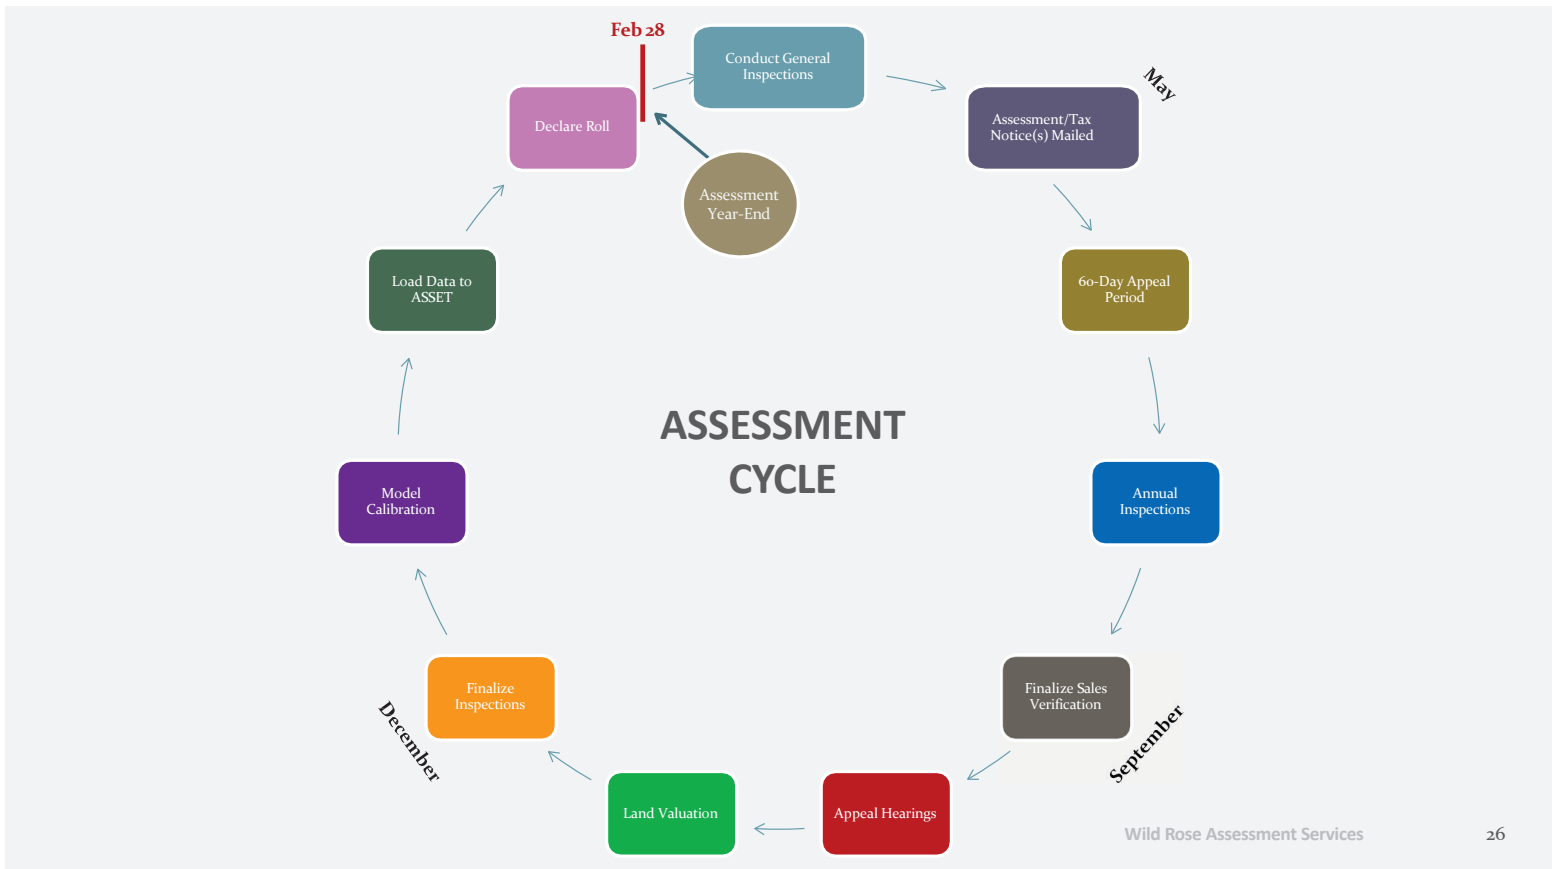 Feb 28
Conduct General
Inspections
May
Assessment/Tax
Notice(s) Mailed
Declare Roll
Assessment
Year-End
60-Day Appeal
Period
Load Data to
ASSET
ASSESSMENT
CYCLE
Annual
Inspections
Model
Calibration
Finalize Sales
Verification
September
Finalize
Inspections
December
Appeal Hearings
Land Valuation
Wild Rose Assessment Services
26